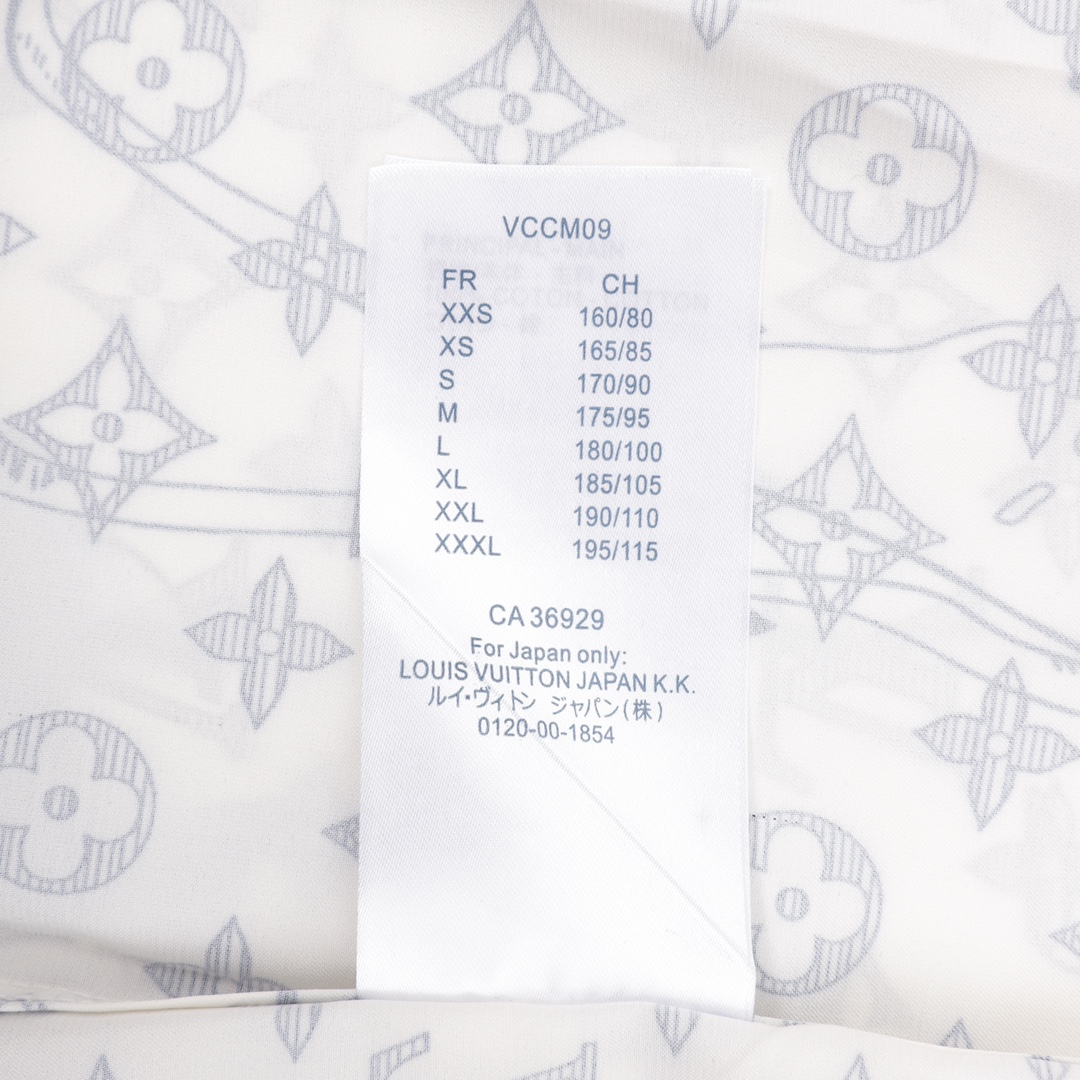 VCCM09
FR CH
XXS 160/80
XS 165/85
S 170/90
M 175/95
L 180/100
XL 185/105
XXL 190/110
XXXL 195/115
CA 36929
For Japan only:
LOUIS VUITTON JAPAN K.K.
ルイ・ヴィトン ジャパン(株)
0120-00-1854